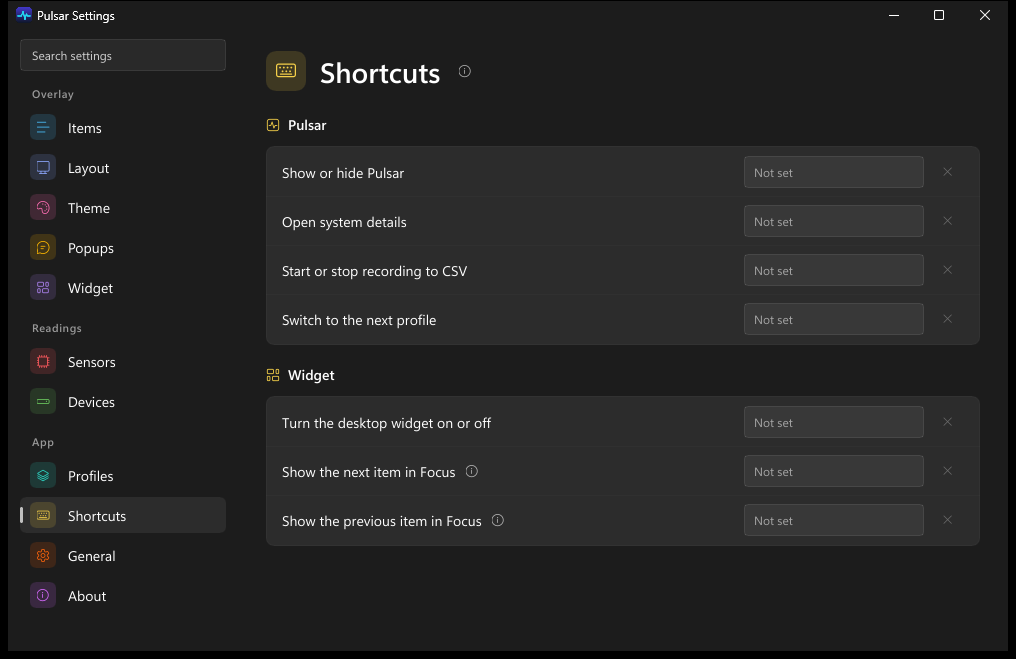 Pulsar Settings
Search settings
Overlay
Items
Layout
Theme
Popups
Widget
Readings
Sensors
Devices
App
Profiles
Shortcuts
General
About
Shortcuts
Pulsar
Show or hide Pulsar Not set
Open system details Not set
Start or stop recording to CSV Not set
Switch to the next profile Not set
Widget
Turn the desktop widget on or off Not set
Show the next item in Focus Not set
Show the previous item in Focus Not set